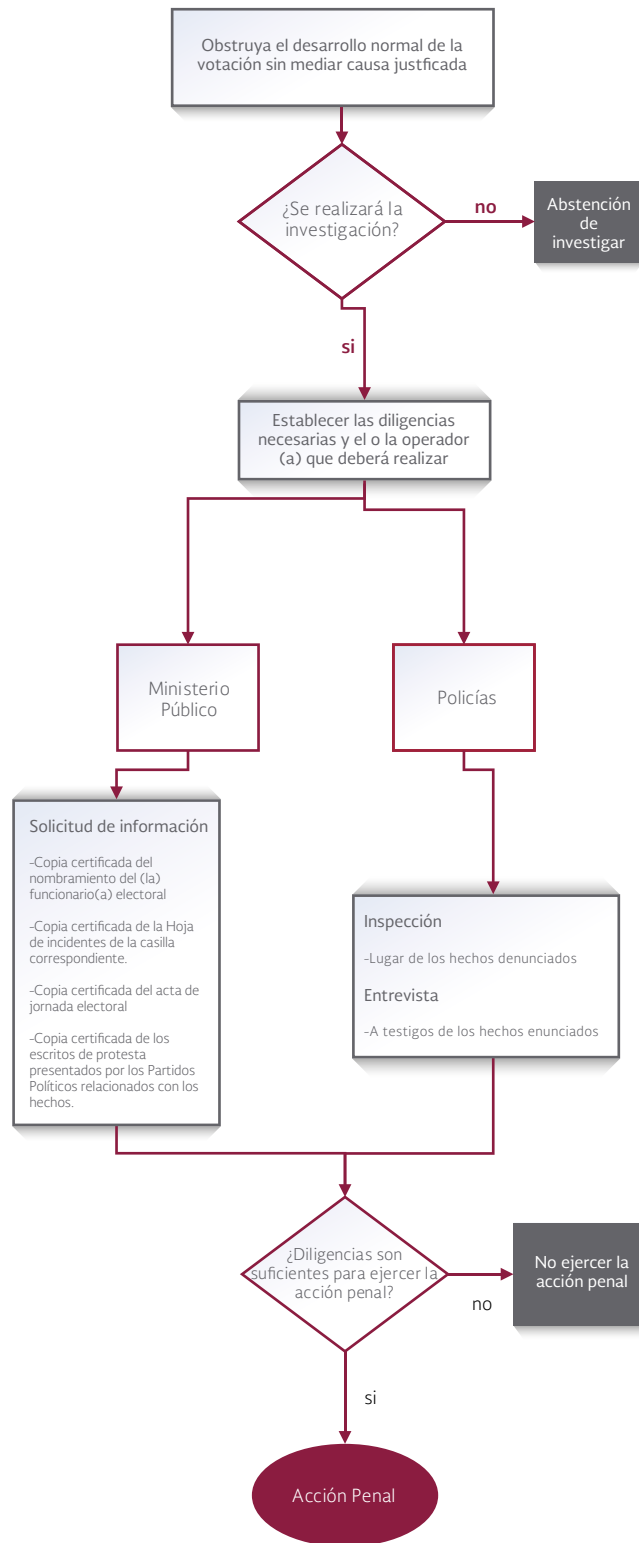 Obstruya el desarrollo normal de la
votación sin mediar causa justficada
¿Se realizará la
investigación?
no
Abstención
de
investigar
si
Establecer las diligencias
necesarias y el o la operador
(a) que deberá realizar
Ministerio
Público
Policías
Solicitud de información
-Copia certificada del
nombramiento del (la)
funcionario(a) electoral
-Copia certificada de la Hoja
de incidentes de la casilla
correspondiente.
-Copia certificada del acta de
jornada electoral
-Copia certificada de los
escritos de protesta
presentados por los Partidos
Políticos relacionados con los
hechos.
Inspección
-Lugar de los hechos denunciados
Entrevista
-A testigos de los hechos enunciados
¿Diligencias son
suficientes para ejercer la
acción penal?
no
No ejercer la
acción penal
si
Acción Penal